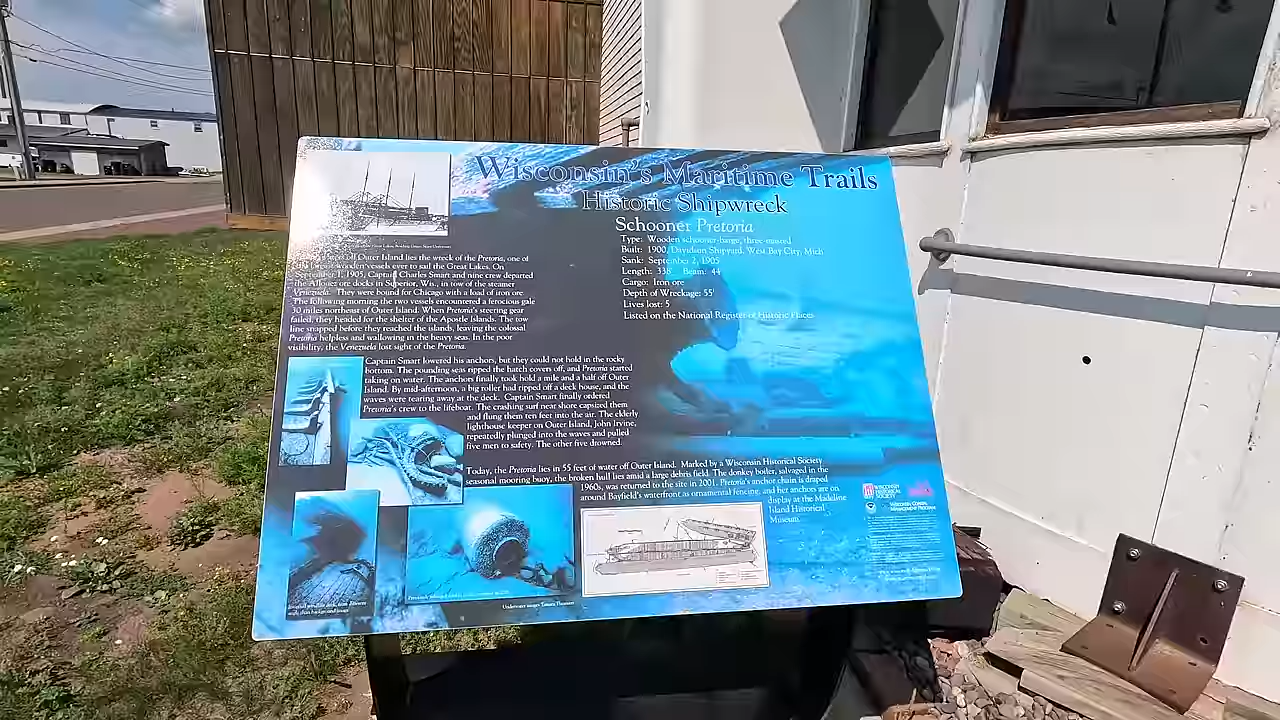 Wisconsin's Maritime Trails
Historic Shipwreck
Schooner Pretoria
Type: Wooden schooner-barge, three-masted
Built: 1900, Davidson Shipyard, West Bay City, Mich
Sank: September 2, 1905
Length: 338' Beam: 44'
Cargo: Iron ore
Depth of Wreckage: 55'
Lives lost: 5
Listed on the National Register of Historic Places
off Outer Island lies the wreck of the Pretoria, one of
wooden vessels ever to sail the Great Lakes. On
September 1, 1905, Captain Charles Smart and nine crew departed
the Allouez ore docks in Superior, Wis., in tow of the steamer
Venezuela. They were bound for Chicago with a load of iron ore.
The following morning the two vessels encountered a ferocious gale
30 miles northeast of Outer Island. When Pretoria's steering gear
failed, they headed for the shelter of the Apostle Islands. The tow
line snapped before they reached the islands, leaving the colossal
Pretoria helpless and wallowing in the heavy seas. In the poor
visibility, the Venezuela lost sight of the Pretoria.
Captain Smart lowered his anchors, but they could not hold in the rocky
bottom. The pounding seas ripped the hatch covers off, and Pretoria started
taking on water. The anchors finally took hold a mile and a half off Outer
Island. By mid-afternoon, a big roller had ripped off a deck house, and the
waves were tearing away at the deck. Captain Smart finally ordered
Pretoria's crew to the lifeboat. The crashing surf near shore capsized them
and flung them ten feet into the air. The elderly
lighthouse keeper on Outer Island, John Irvine,
repeatedly plunged into the waves and pulled
five men to safety. The other five drowned.
Today, the Pretoria lies in 55 feet of water off Outer Island. Marked by a Wisconsin Historical Society
seasonal mooring buoy, the broken hull lies amid a large debris field. The donkey boiler, salvaged in the
1960s, was returned to the site in 2001. Pretoria's anchor chain is draped
around Bayfield's waterfront as ornamental fencing, and her anchors are on
display at the Madeline
Island Historical
Museum.
WISCONSIN
HISTORICAL
SOCIETY
WISCONSIN COASTAL
MANAGEMENT PROGRAM
Underwater images Tamara Thomsen